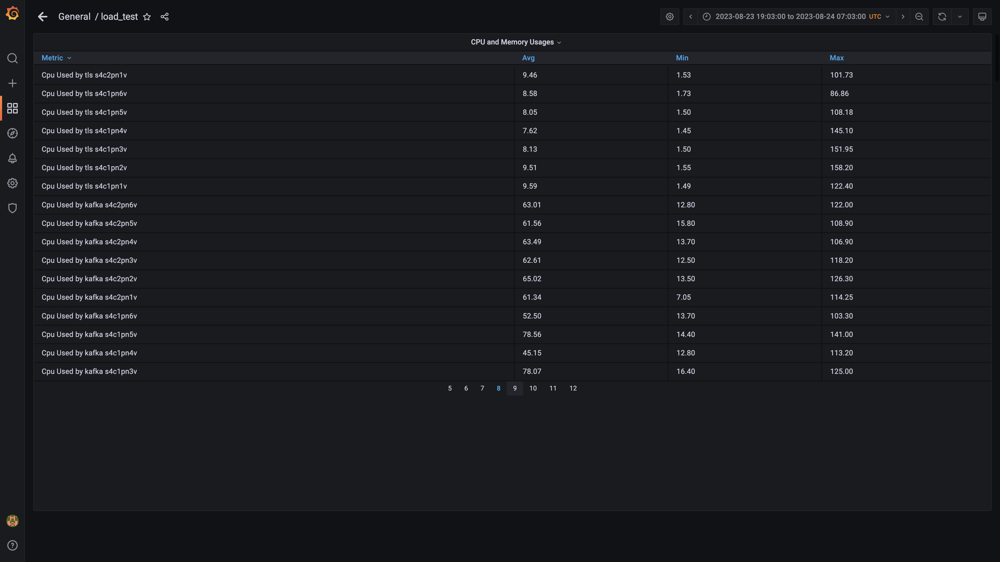 General / load_test
2023-08-23 19:03:00 to 2023-08-24 07:03:00 UTC
CPU and Memory Usages
Metric Avg Min Max
Cpu Used by tls s4c2pn1v 9.46 1.53 101.73
Cpu Used by tls s4c1pn6v 8.58 1.73 86.86
Cpu Used by tls s4c1pn5v 8.05 1.50 108.18
Cpu Used by tls s4c1pn4v 7.62 1.45 145.10
Cpu Used by tls s4c1pn3v 8.13 1.50 151.95
Cpu Used by tls s4c1pn2v 9.51 1.55 158.20
Cpu Used by tls s4c1pn1v 9.59 1.49 122.40
Cpu Used by kafka s4c2pn6v 63.01 12.80 122.00
Cpu Used by kafka s4c2pn5v 61.56 15.80 108.90
Cpu Used by kafka s4c2pn4v 63.49 13.70 106.90
Cpu Used by kafka s4c2pn3v 62.61 12.50 118.20
Cpu Used by kafka s4c2pn2v 65.02 13.50 126.30
Cpu Used by kafka s4c2pn1v 61.34 7.05 114.25
Cpu Used by kafka s4c1pn6v 52.50 13.70 103.30
Cpu Used by kafka s4c1pn5v 78.56 14.40 141.00
Cpu Used by kafka s4c1pn4v 45.15 12.80 113.20
Cpu Used by kafka s4c1pn3v 78.07 16.40 125.00
5 6 7 8 9 10 11 12